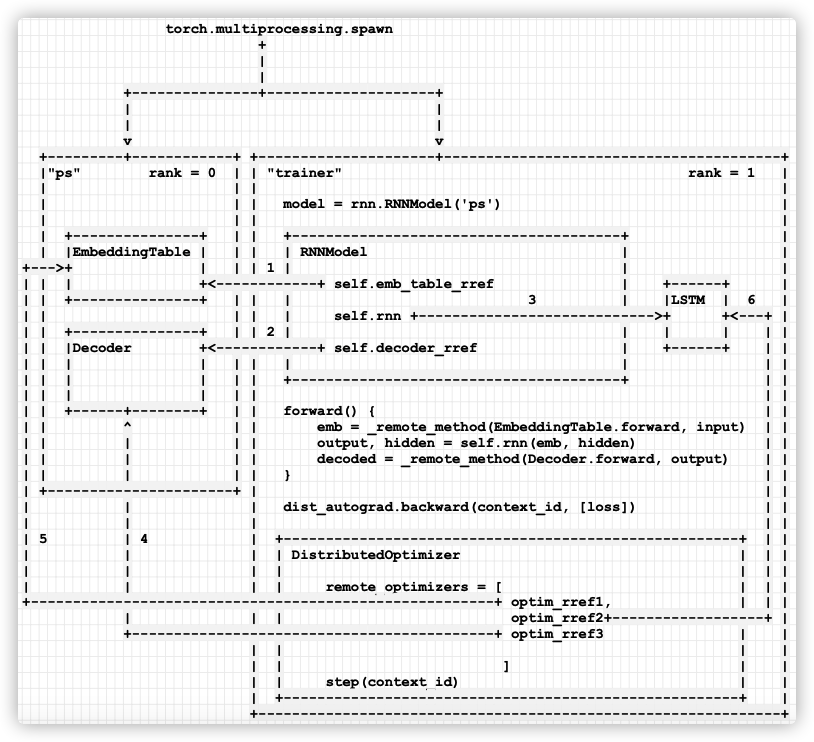 torch.multiprocessing.spawn
"ps" rank = 0
"trainer" rank = 1
model = rnn.RNNModel('ps')
EmbeddingTable
RNNModel
1
self.emb_table_rref
3
LSTM
6
self.rnn
2
Decoder
self.decoder_rref
forward() {
emb = _remote_method(EmbeddingTable.forward, input)
output, hidden = self.rnn(emb, hidden)
decoded = _remote_method(Decoder.forward, output)
}
dist_autograd.backward(context_id, [loss])
5
4
DistributedOptimizer
remote optimizers = [
optim_rref1,
optim_rref2
optim_rref3
]
step(context_id)